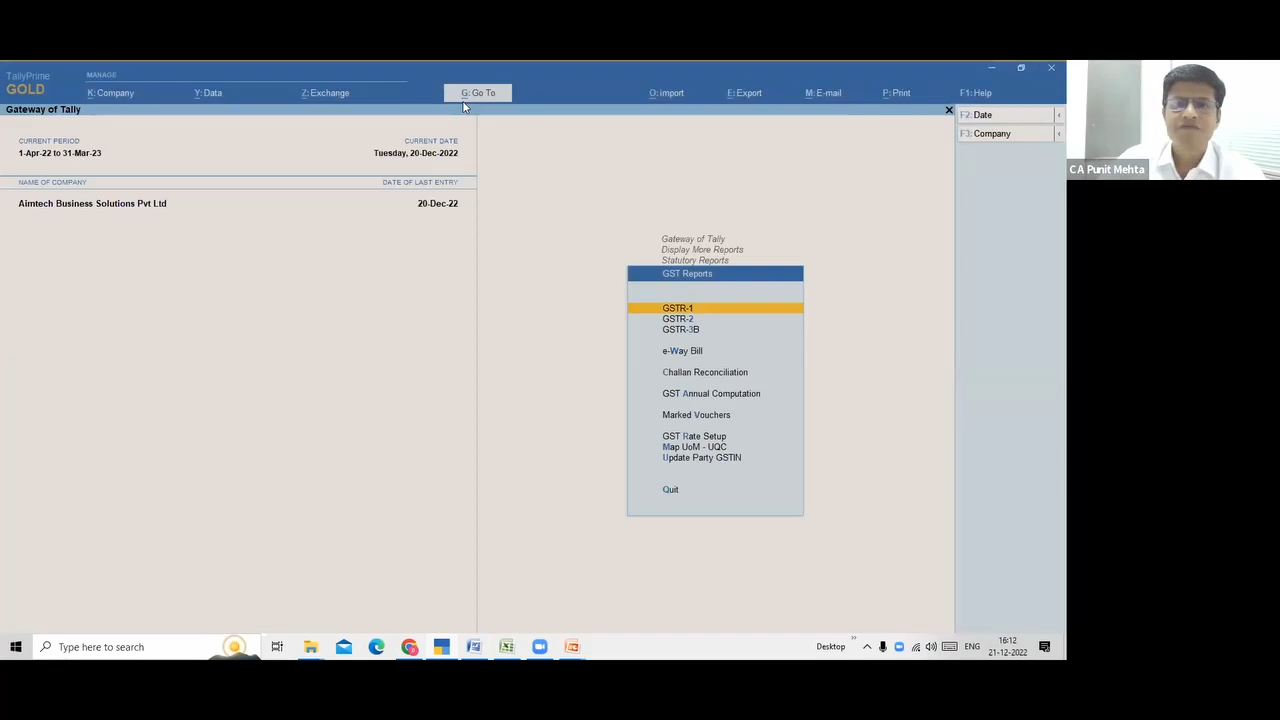 TallyPrime
GOLD
MANAGE
K: Company
Y: Data
Z: Exchange
G: Go To
O: Import
E: Export
M: E-mail
P: Print
F1: Help
Gateway of Tally
F2: Date
F3: Company
CURRENT PERIOD
CURRENT DATE
1-Apr-22 to 31-Mar-23
Tuesday, 20-Dec-2022
NAME OF COMPANY
DATE OF LAST ENTRY
Aimtech Business Solutions Pvt Ltd
20-Dec-22
Gateway of Tally
Display More Reports
Statutory Reports
GST Reports
GSTR-1
GSTR-2
GSTR-3B
e-Way Bill
Challan Reconciliation
GST Annual Computation
Marked Vouchers
GST Rate Setup
Map UoM - UQC
Update Party GSTIN
Quit
C A Punit Mehta
Type here to search
Desktop
ENG
16:12
21-12-2022